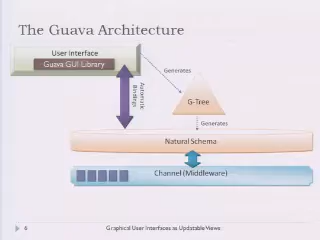 The Guava Architecture
User Interface
Guava GUI Library
Generates
Automatic
Bindings
G-Tree
Generates
Natural Schema
Channel (Middleware)
6
Graphical User Interfaces as Updatable Views